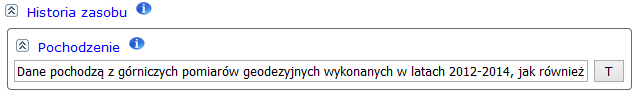 Historia zasobu
Pochodzenie
Dane pochodzą z górniczych pomiarów geodezyjnych wykonanych w latach 2012-2014, jak również T